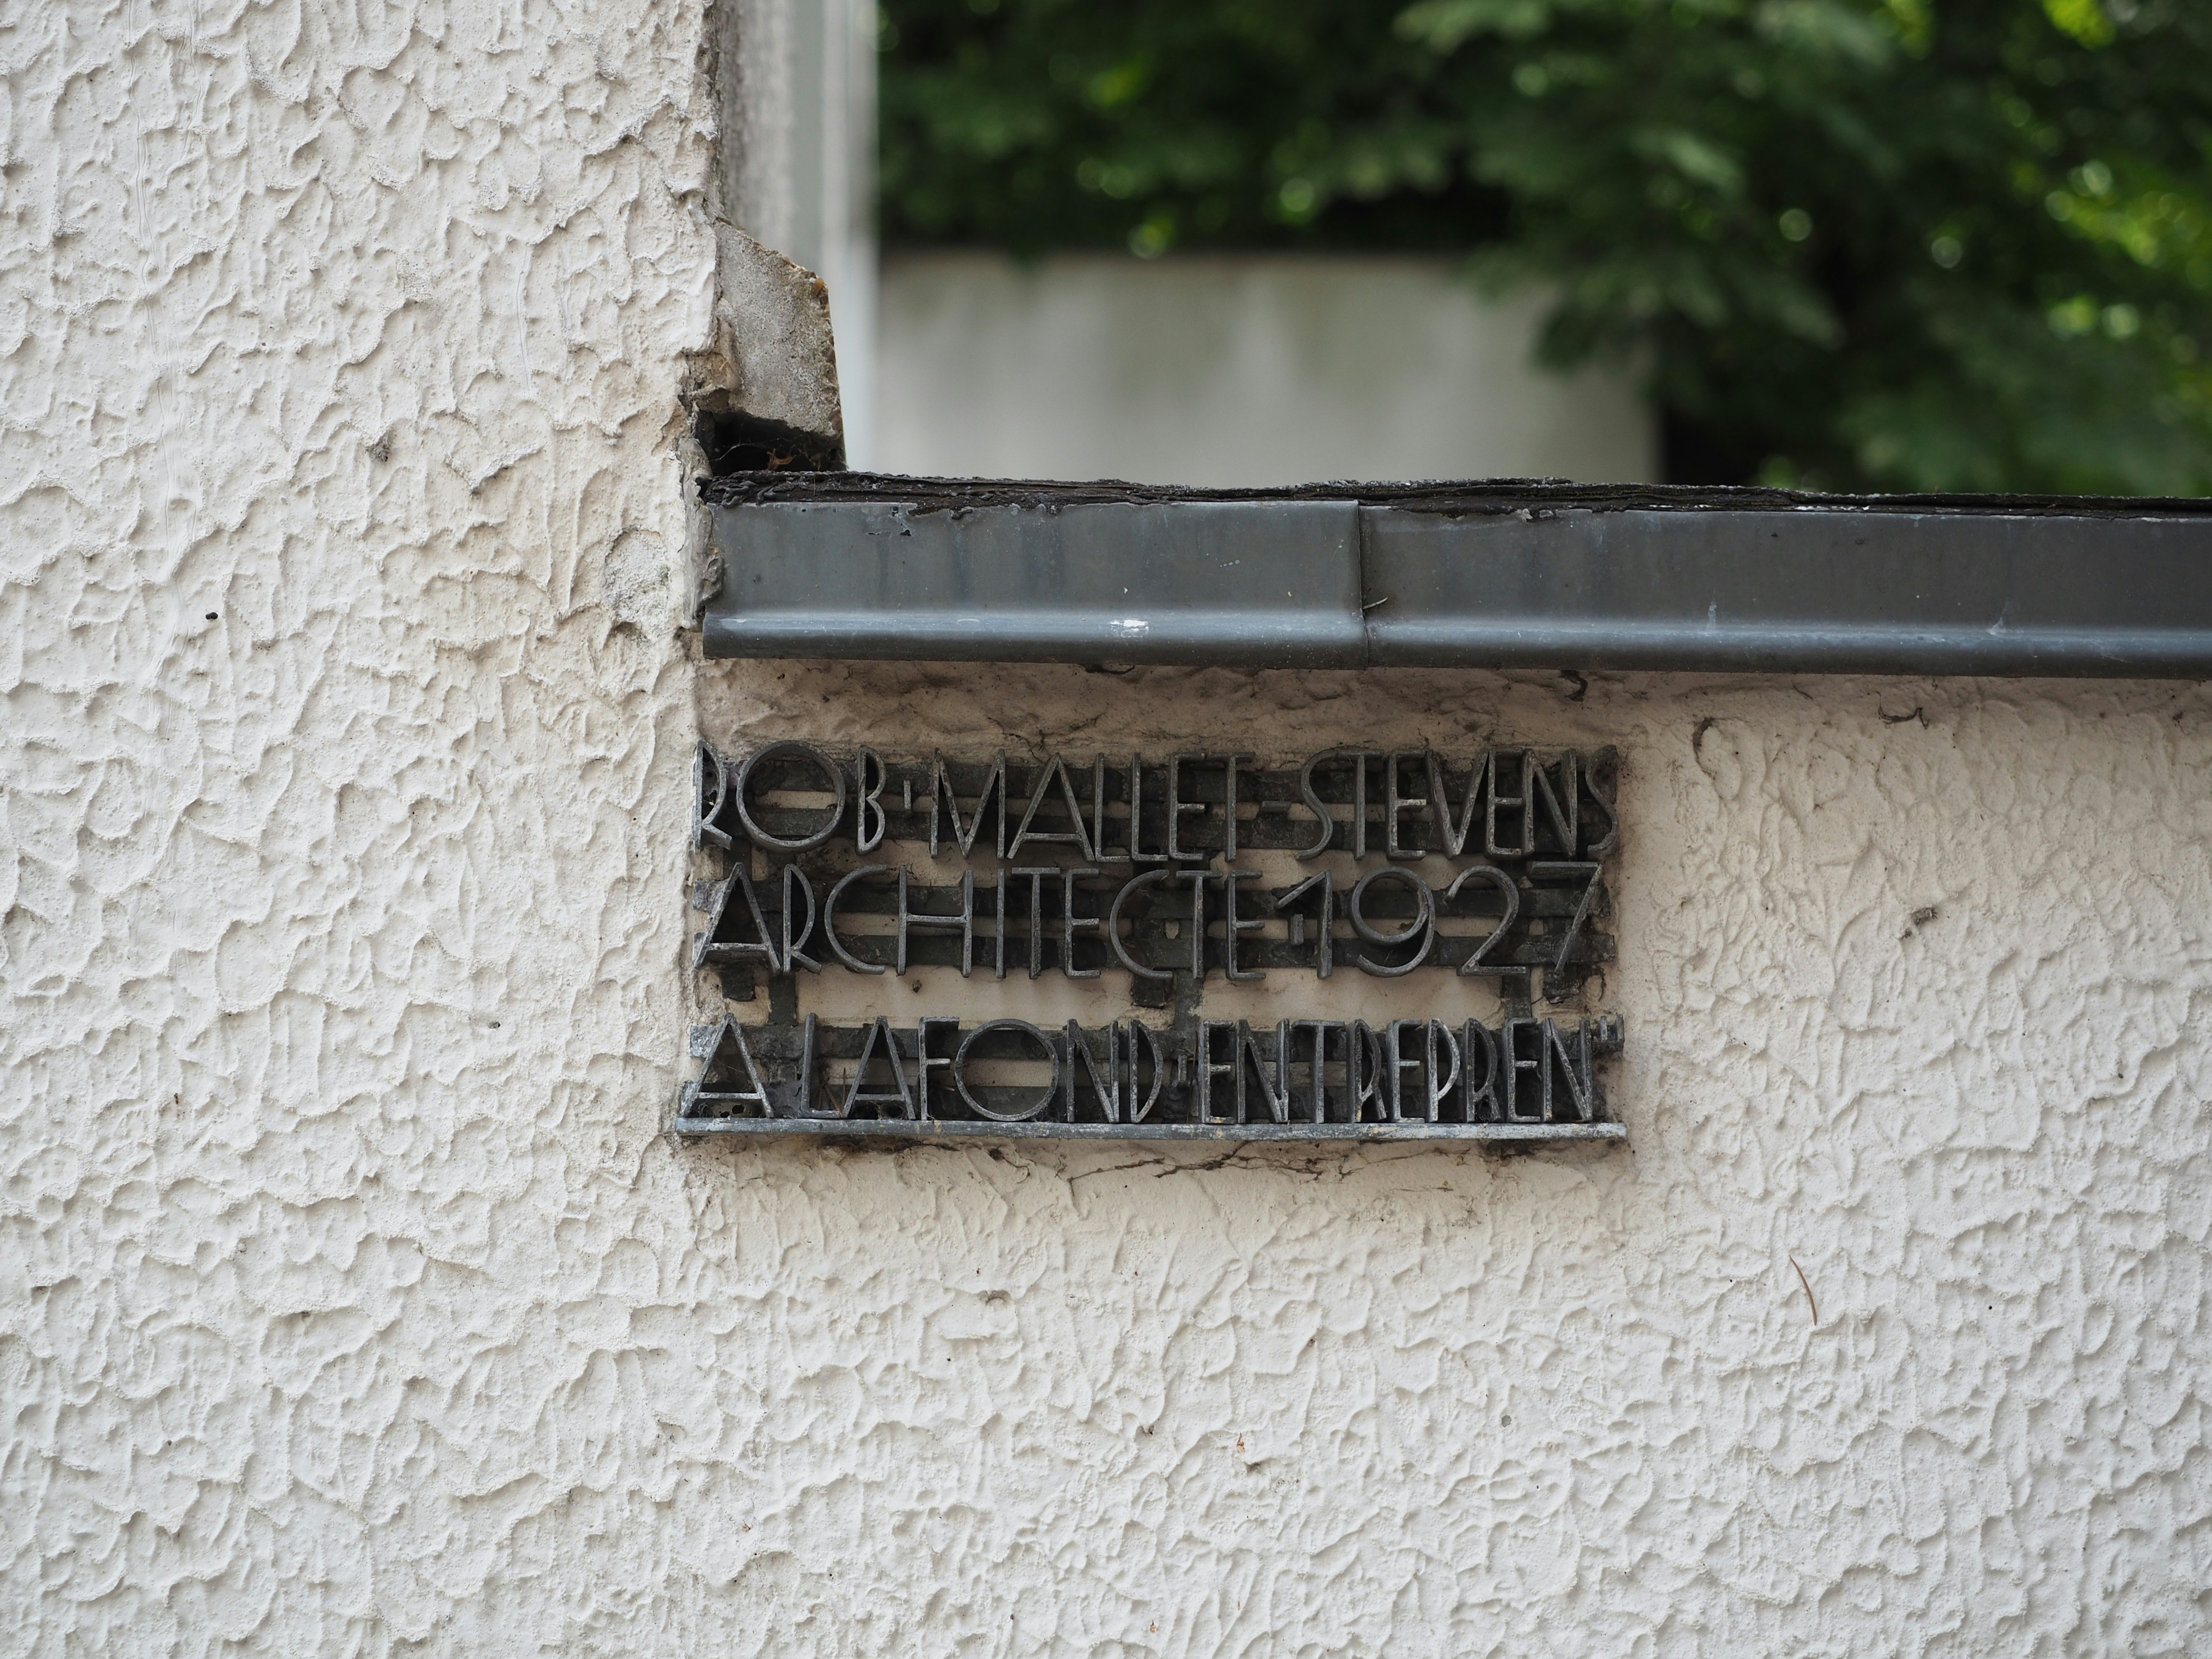 ROB·MALLET-STEVENS
ARCHITECTE·1927
A LAFOND·ENTREPREN"